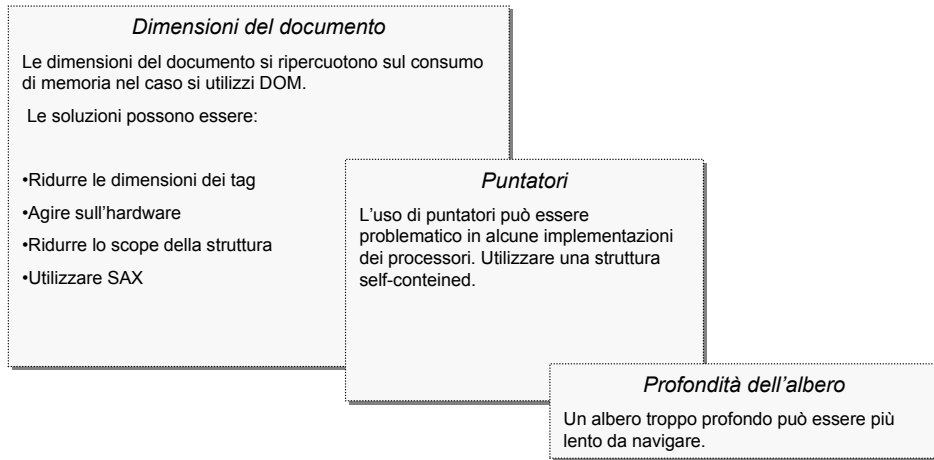 Dimensioni del documento
Le dimensioni del documento si ripercuotono sul consumo
di memoria nel caso si utilizzi DOM.
Le soluzioni possono essere:
•Ridurre le dimensioni dei tag
•Agire sull'hardware
•Ridurre lo scope della struttura
•Utilizzare SAX
Puntatori
L'uso di puntatori può essere
problematico in alcune implementazioni
dei processori. Utilizzare una struttura
self-conteined.
Profondità dell'albero
Un albero troppo profondo può essere più
lento da navigare.